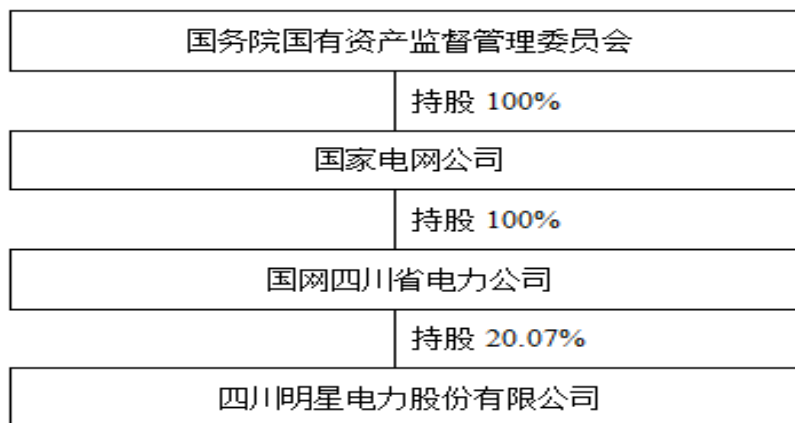 国务院国有资产监督管理委员会
持股 100%
国家电网公司
持股 100%
国网四川省电力公司
持股 20.07%
四川明星电力股份有限公司